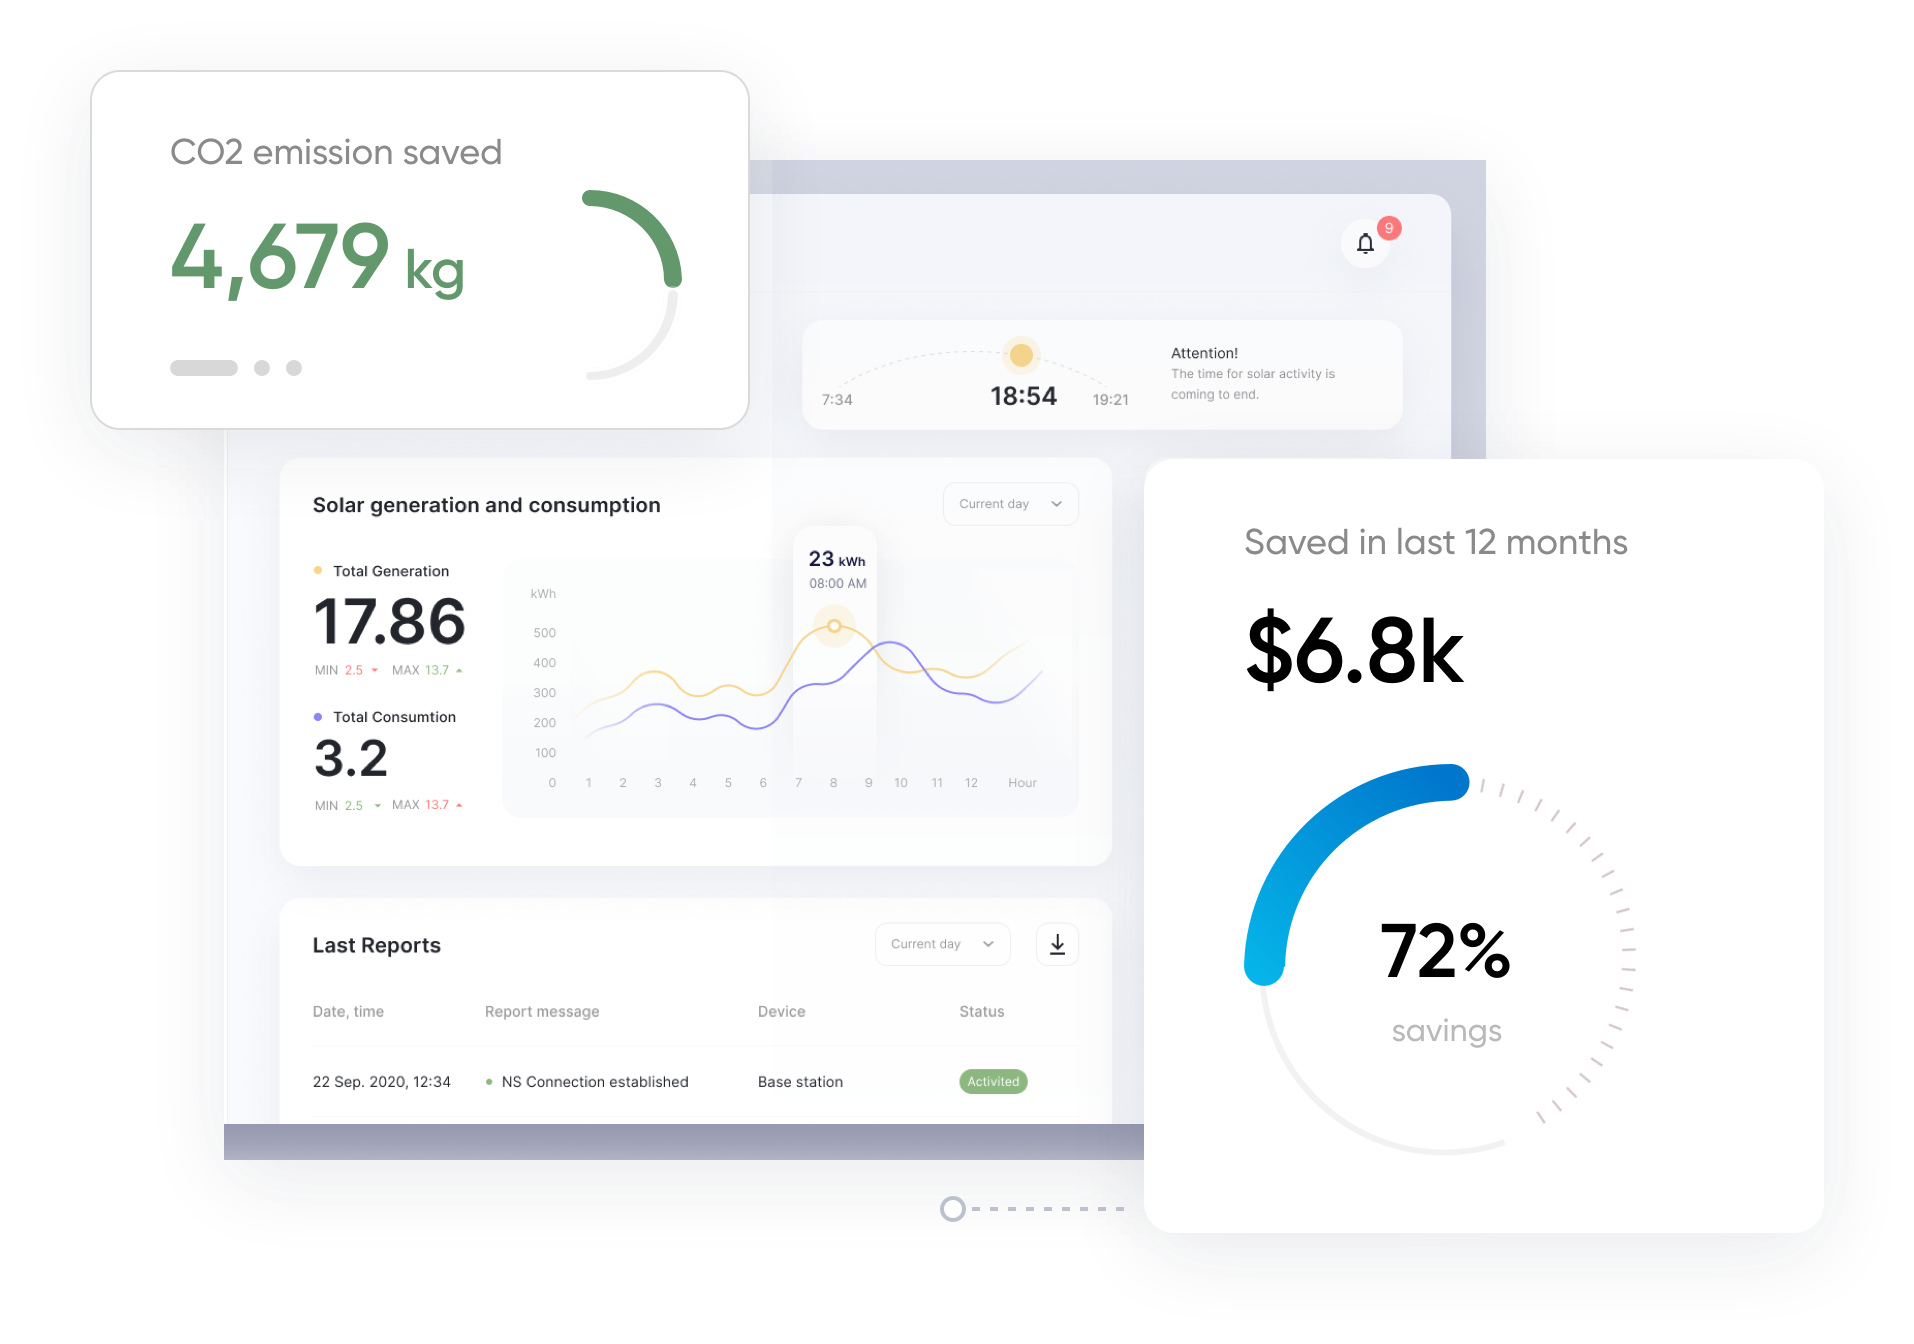 CO2 emission saved
4,679 kg
9
7:34
18:54
19:21
Attention!
The time for solar activity is
coming to end.
Solar generation and consumption
Current day
Total Generation
17.86
MIN 2.5 MAX 13.7
Total Consumtion
3.2
MIN 2.5 MAX 13.7
23 kWh
08:00 AM
kWh
500
400
300
200
100
0 1 2 3 4 5 6 7 8 9 10 11 12 Hour
Saved in last 12 months
$6.8k
72%
savings
Last Reports
Current day
Date, time Report message Device Status
22 Sep. 2020, 12:34 NS Connection established Base station Activited